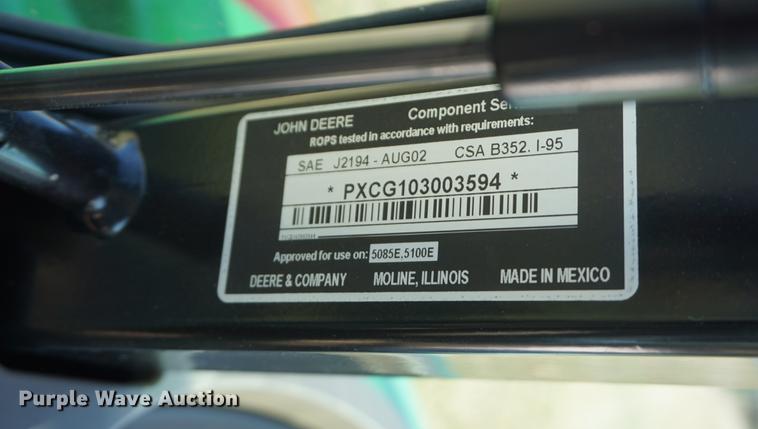 JOHN DEERE Component
ROPS tested in accordance with requirements:
SAE J2194 - AUG02 CSA B352. I-95
* PXCG103003594 *
Approved for use on: 5085E,5100E
DEERE & COMPANY MOLINE, ILLINOIS MADE IN MEXICO
Purple Wave Auction